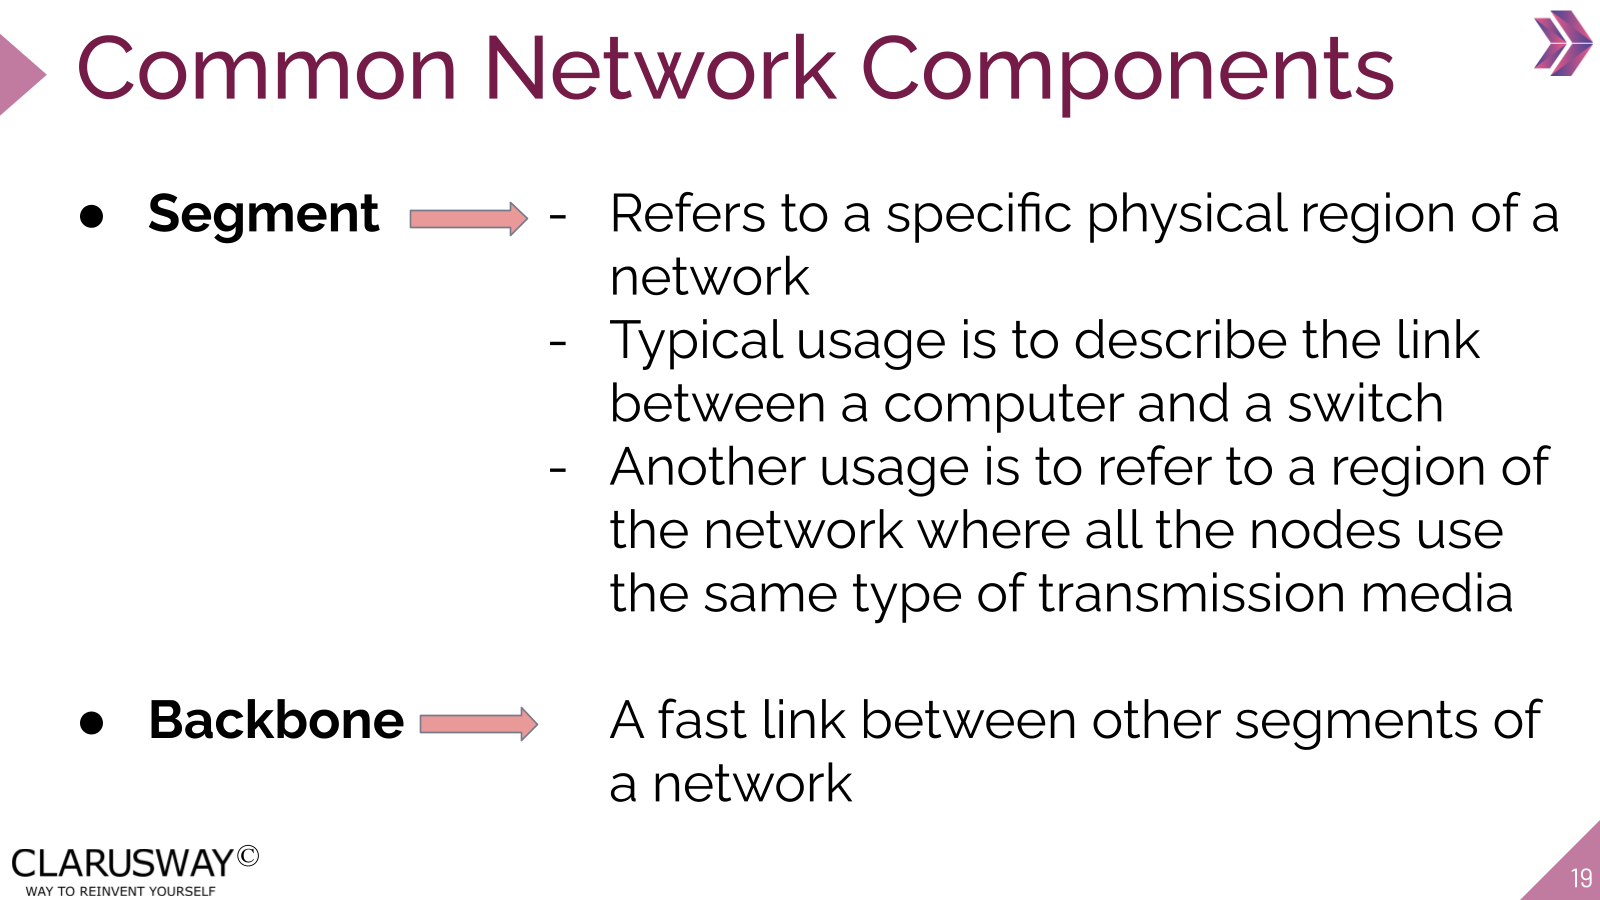 Common Network Components
● Segment
- Refers to a specific physical region of a
network
- Typical usage is to describe the link
between a computer and a switch
- Another usage is to refer to a region of
the network where all the nodes use
the same type of transmission media
● Backbone
A fast link between other segments of
a network
CLARUSWAY©
WAY TO REINVENT YOURSELF
19